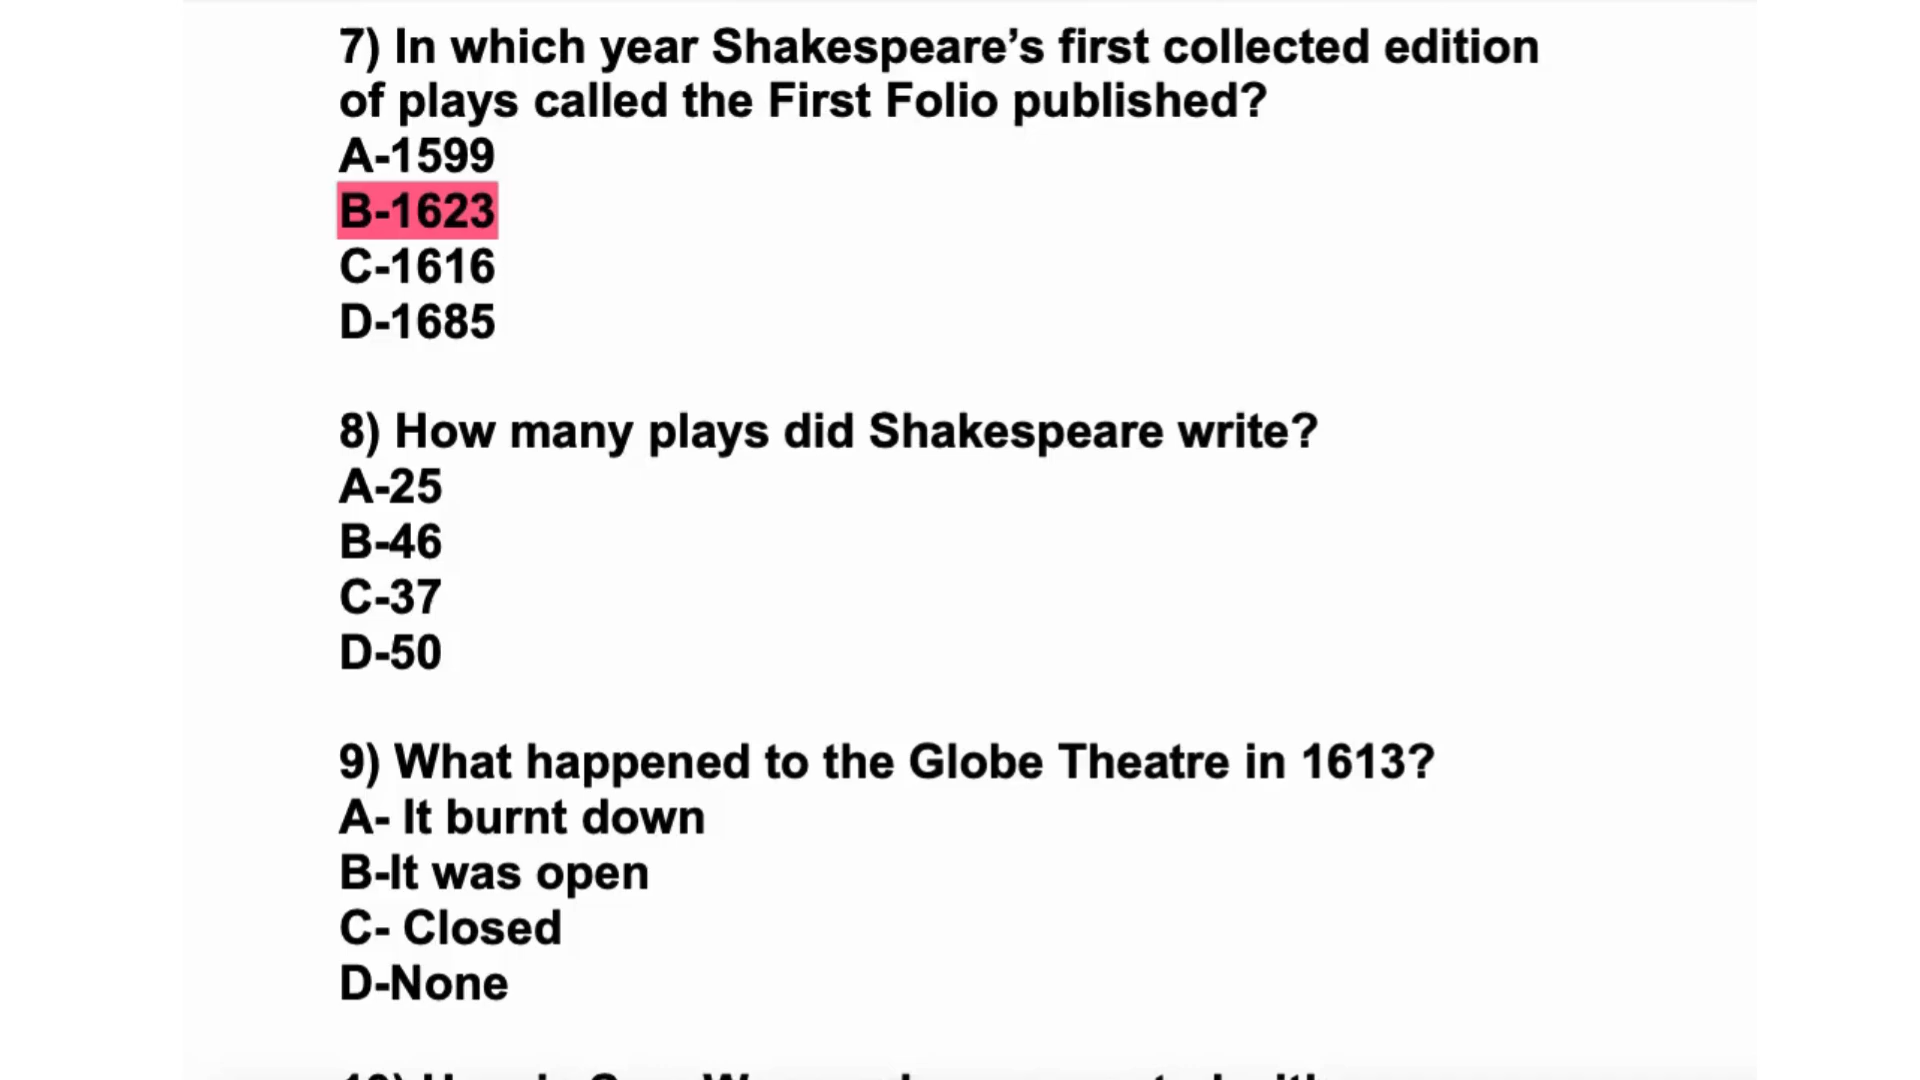 7) In which year Shakespeare’s first collected edition
of plays called the First Folio published?
A-1599
B-1623
C-1616
D-1685
8) How many plays did Shakespeare write?
A-25
B-46
C-37
D-50
9) What happened to the Globe Theatre in 1613?
A- It burnt down
B-It was open
C- Closed
D-None